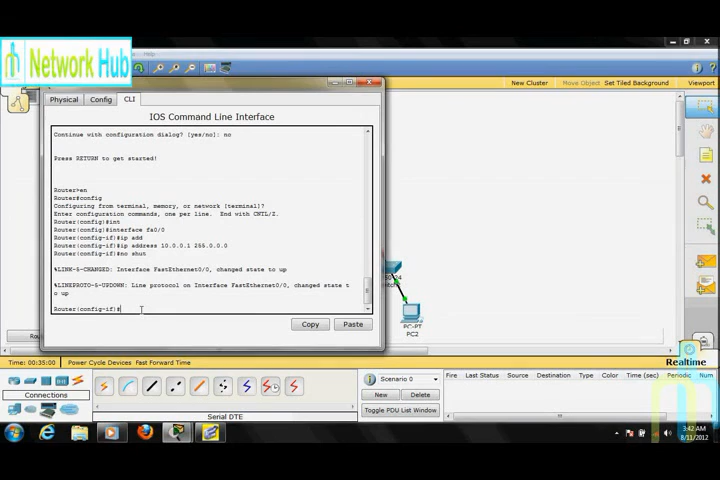 Network Hub
New Cluster Move Object Set Tiled Background Viewport
Physical Config CLI
IOS Command Line Interface
Continue with configuration dialog? [yes/no]: no
Press RETURN to get started!
Router>en
Router#config
Configuring from terminal, memory, or network [terminal]?
Enter configuration commands, one per line. End with CNTL/Z.
Router(config)#int
Router(config)#interface fa0/0
Router(config-if)#ip add
Router(config-if)#ip address 10.0.0.1 255.0.0.0
Router(config-if)#no shut
%LINK-5-CHANGED: Interface FastEthernet0/0, changed state to up
%LINEPROTO-5-UPDOWN: Line protocol on Interface FastEthernet0/0, changed state t
o up
Router(config-if)#
Copy Paste
PC-PT
PC2
Time: 00:35:00 Power Cycle Devices Fast Forward Time
Realtime
Connections
Serial DTE
Scenario 0
New Delete
Toggle PDU List Window
Fire Last Status Source Destination Type Color Time(sec) Periodic Num
3:42 AM
8/11/2012